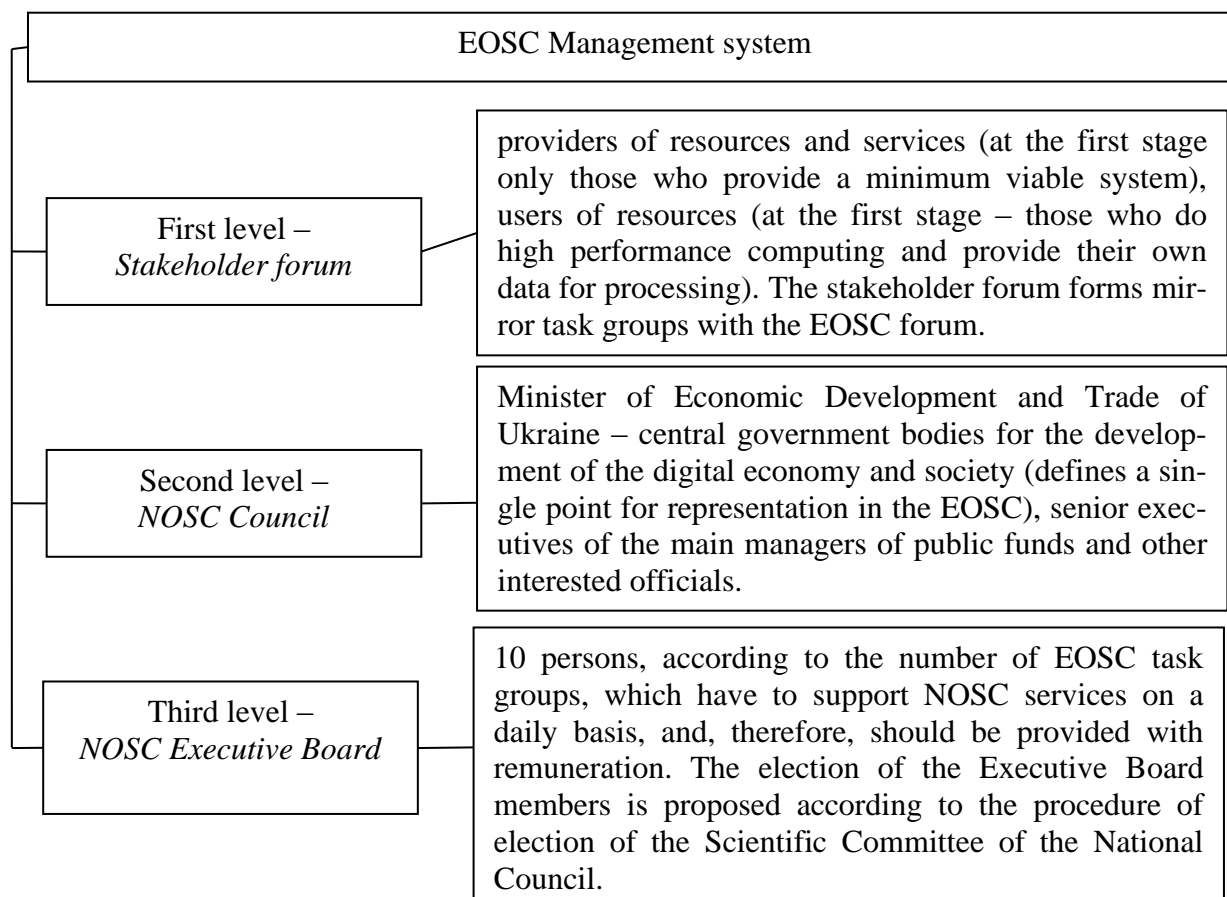 EOSC Management system
First level –
Stakeholder forum
providers of resources and services (at the first stage
only those who provide a minimum viable system),
users of resources (at the first stage – those who do
high performance computing and provide their own
data for processing). The stakeholder forum forms mir-
ror task groups with the EOSC forum.
Second level –
NOSC Council
Minister of Economic Development and Trade of
Ukraine – central government bodies for the develop-
ment of the digital economy and society (defines a sin-
gle point for representation in the EOSC), senior exec-
utives of the main managers of public funds and other
interested officials.
Third level –
NOSC Executive Board
10 persons, according to the number of EOSC task
groups, which have to support NOSC services on a
daily basis, and, therefore, should be provided with
remuneration. The election of the Executive Board
members is proposed according to the procedure of
election of the Scientific Committee of the National
Council.